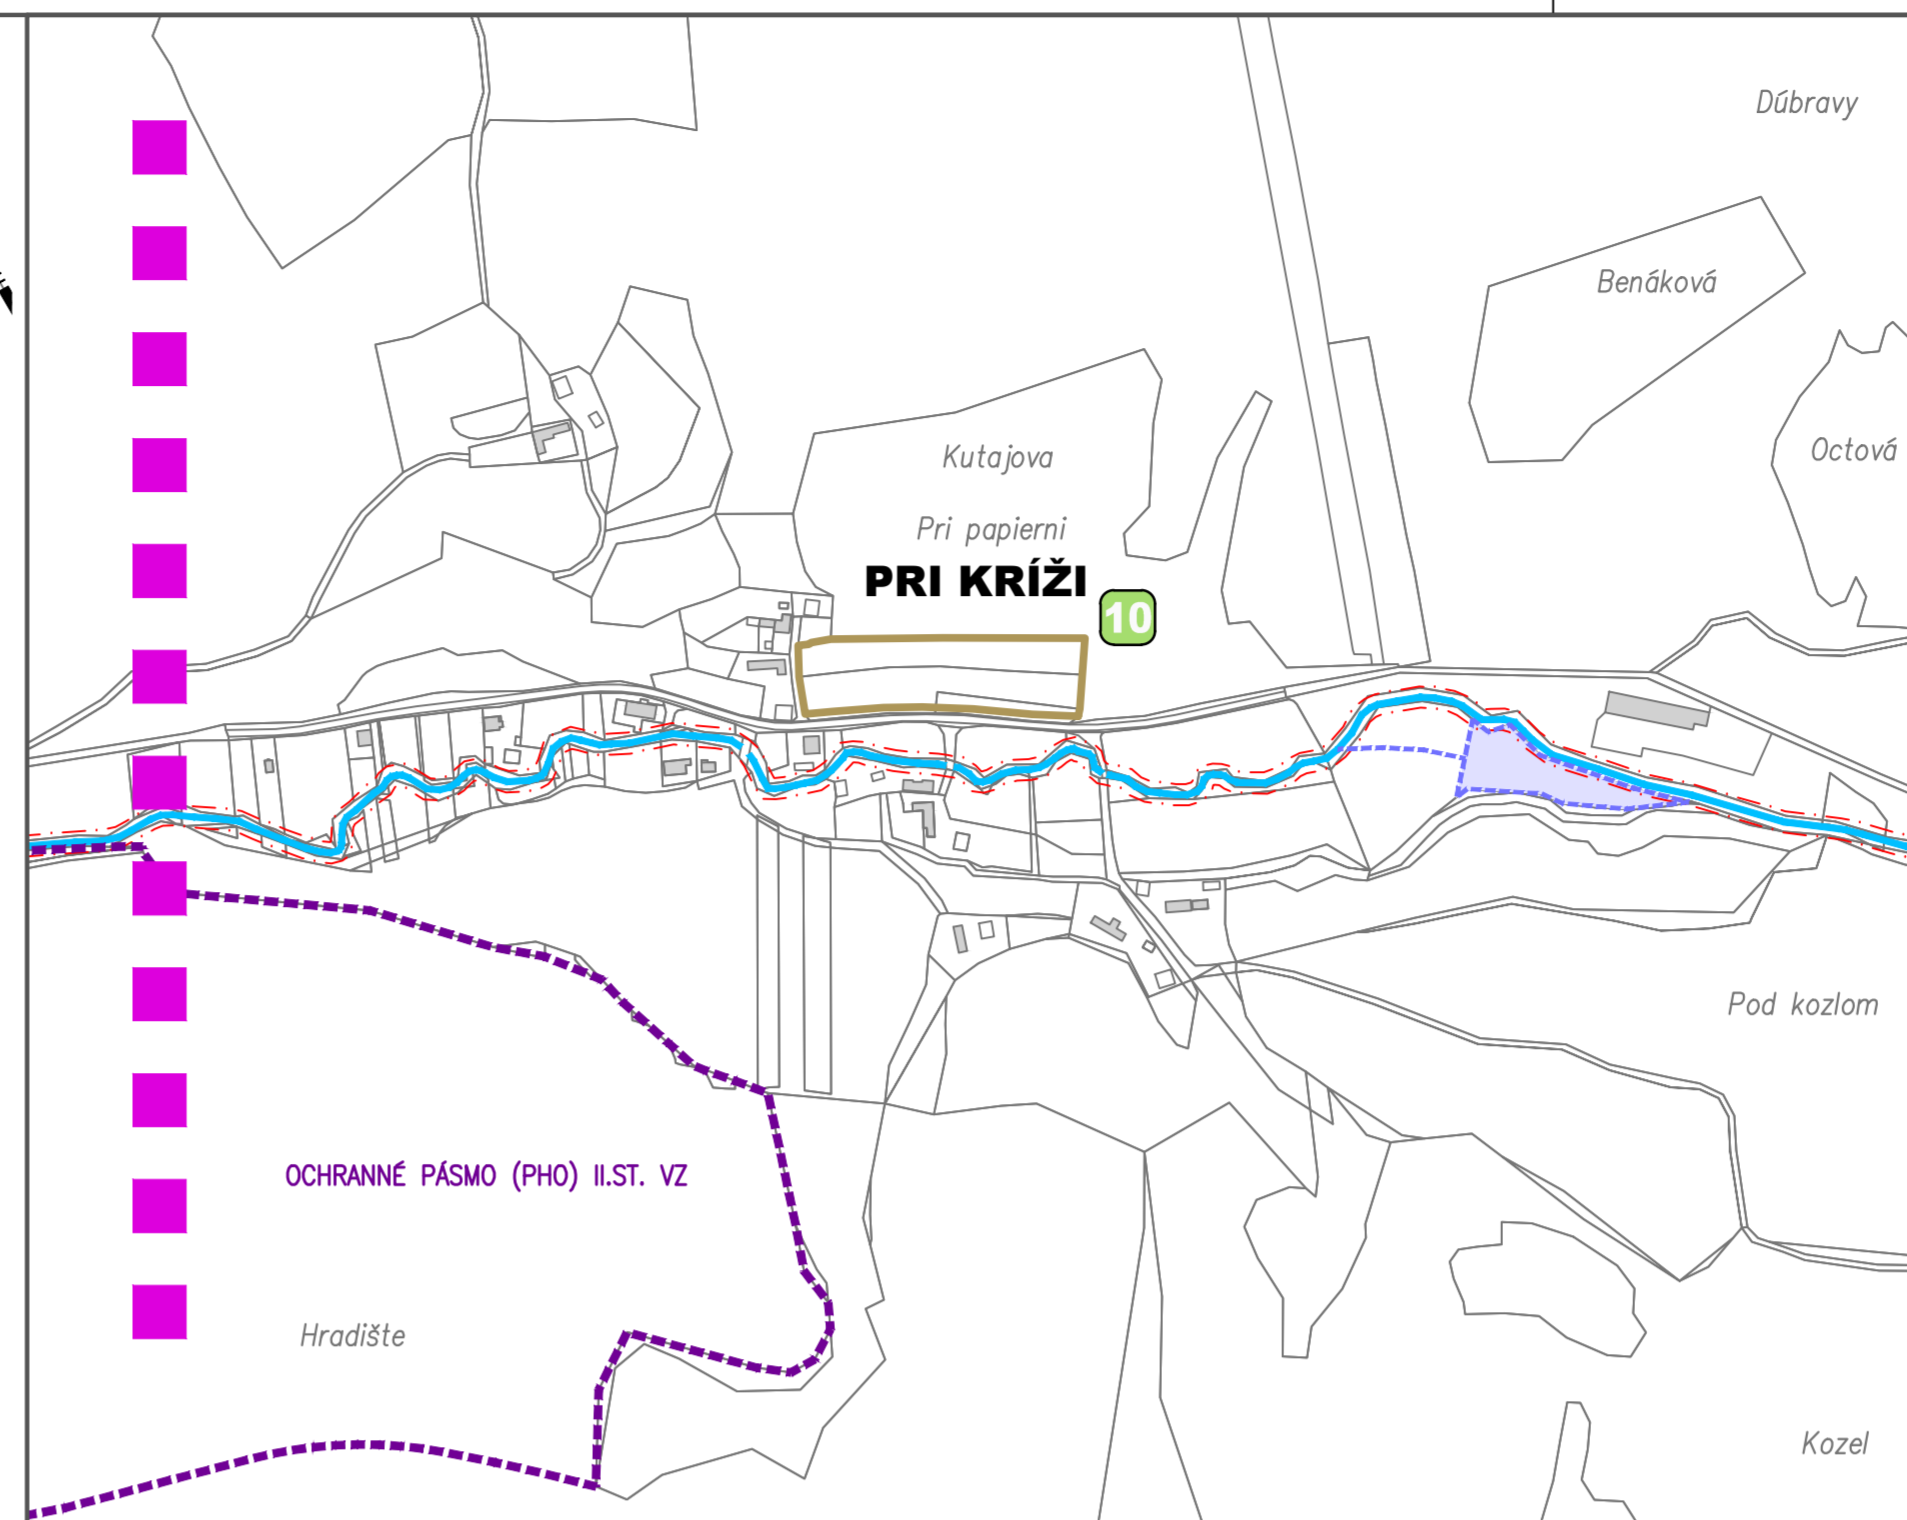 Dúbravy
Benáková
Octová
Kutajova
Pri papierni
PRI KRÍŽI
10
Pod kozlom
OCHRANNÉ PÁSMO (PHO) II.ST. VZ
Hradište
Kozel